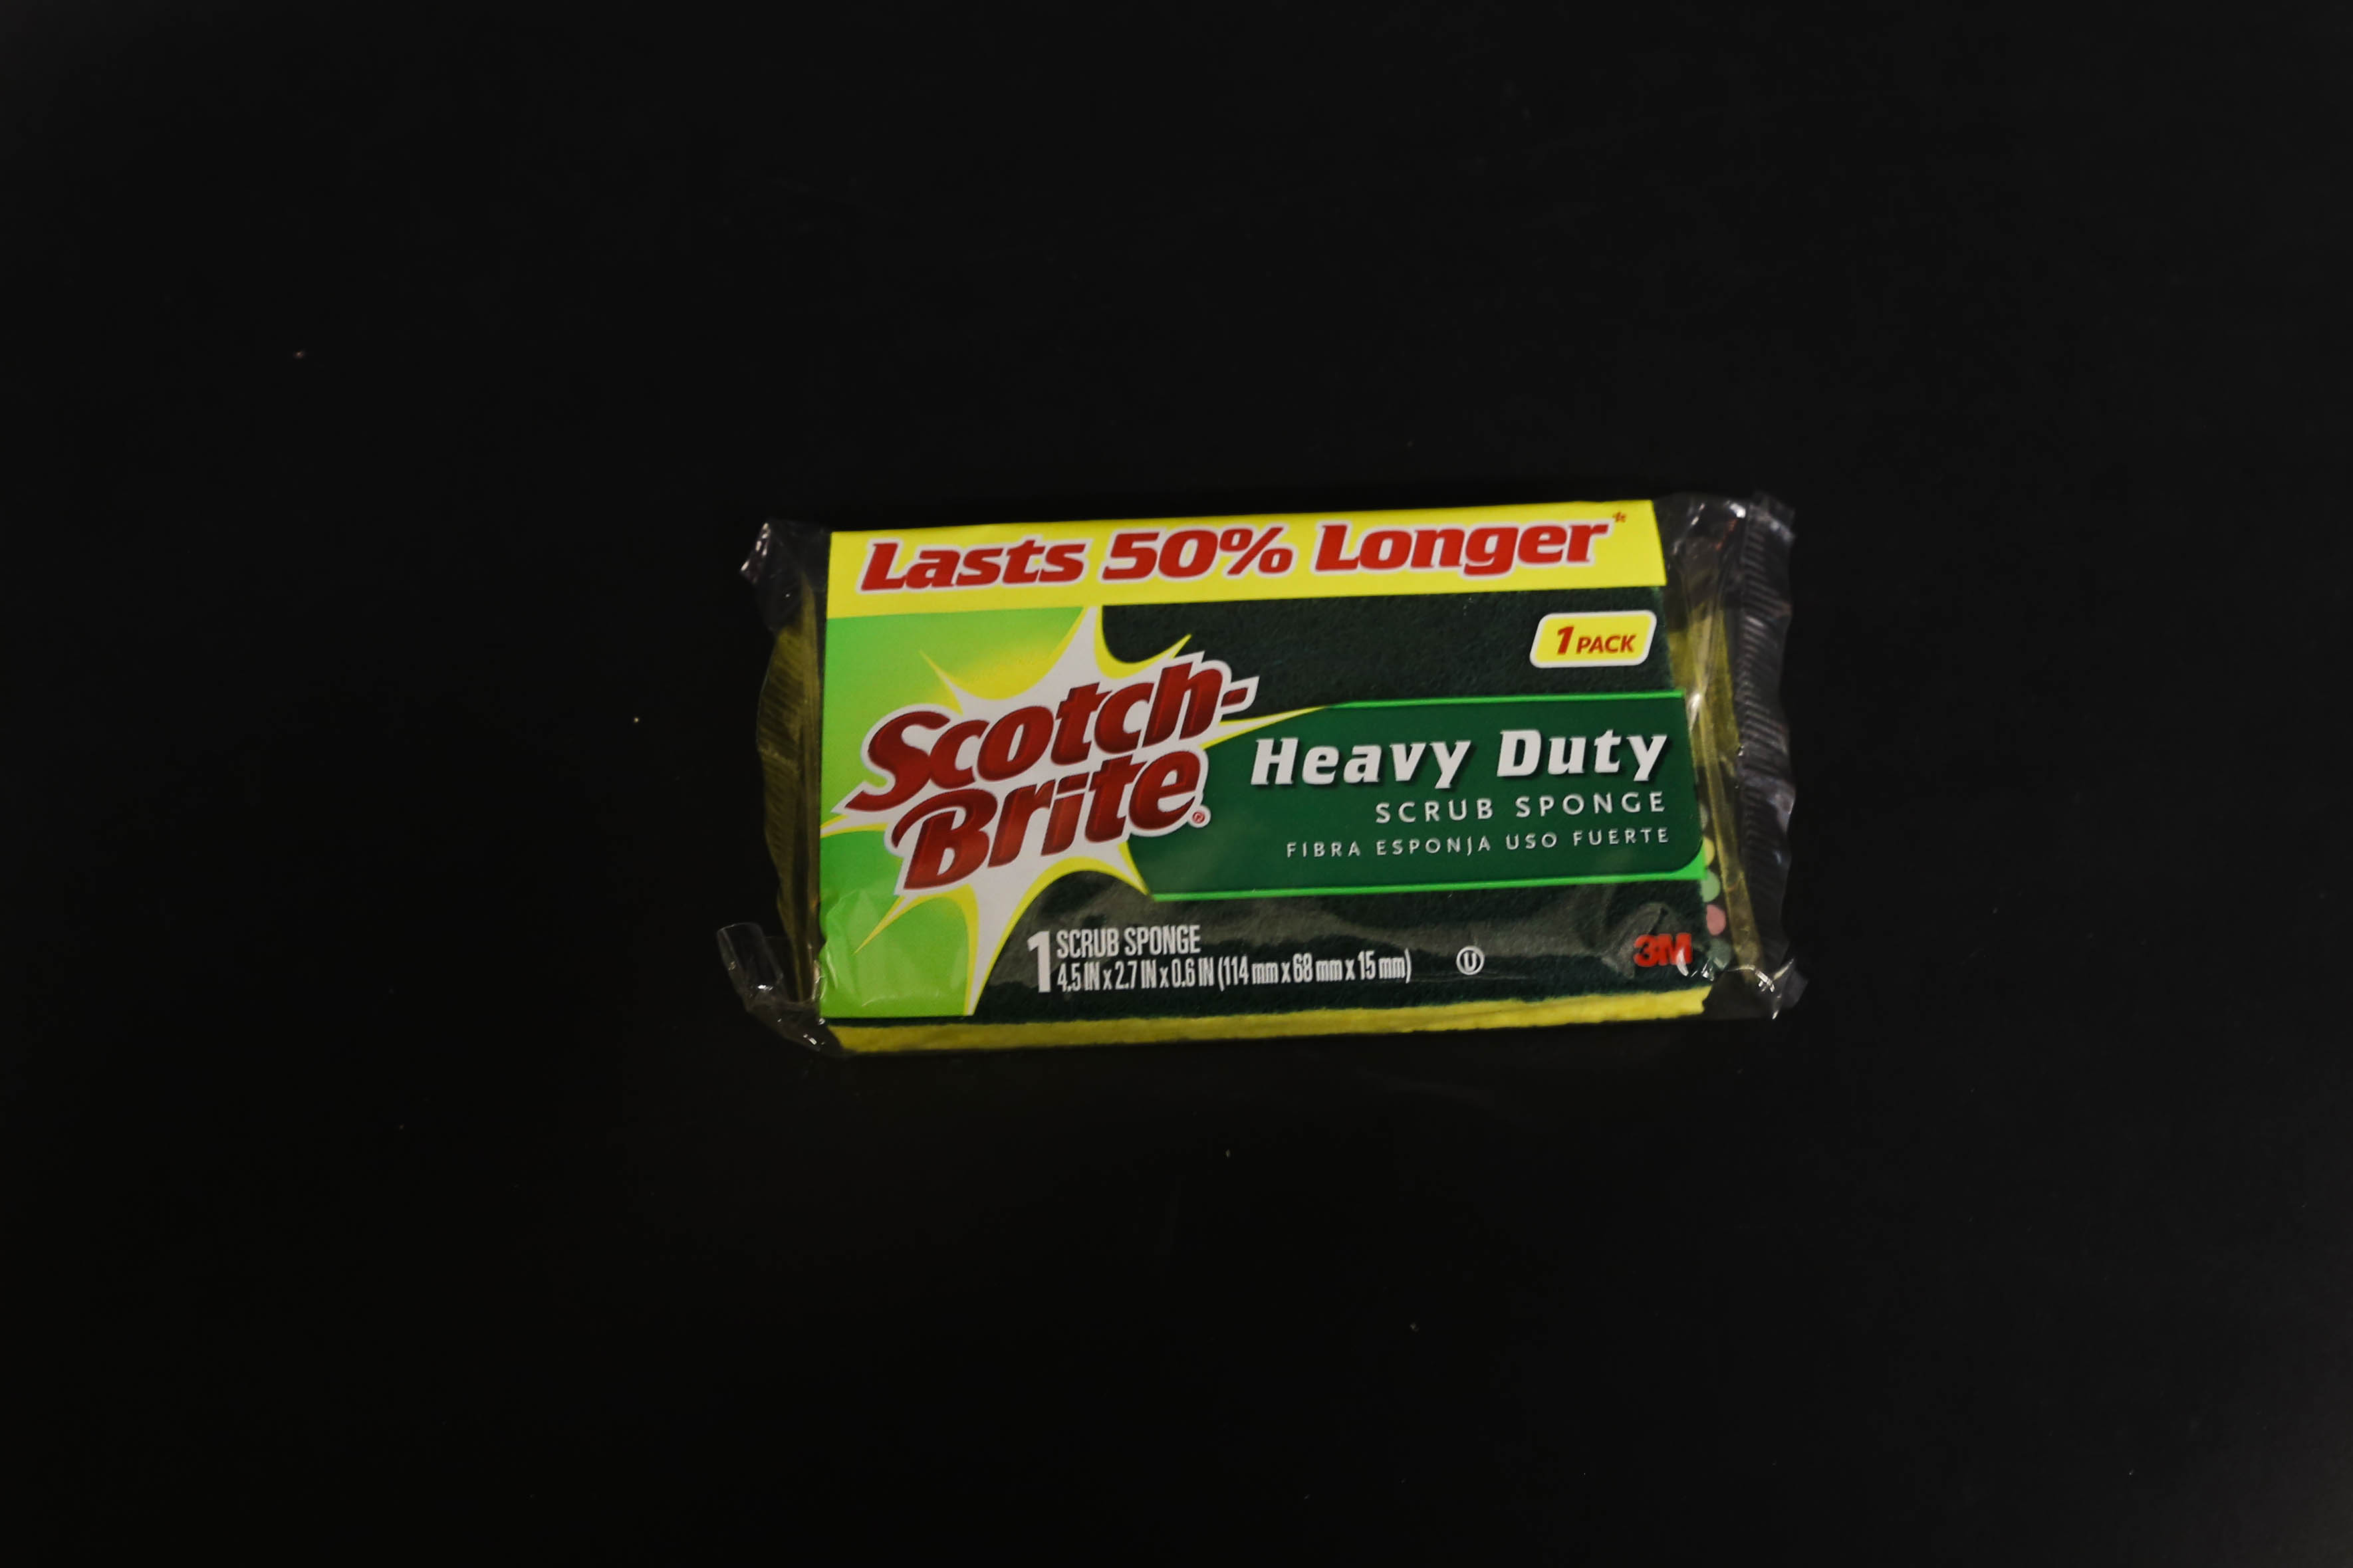 Lasts 50% Longer*
1 PACK
Scotch-
Brite®
Heavy Duty
SCRUB SPONGE
FIBRA ESPONJA USO FUERTE
1 SCRUB SPONGE
4.5 IN x 2.7 IN x 0.6 IN (114 mm x 68 mm x 15 mm)
U
3M